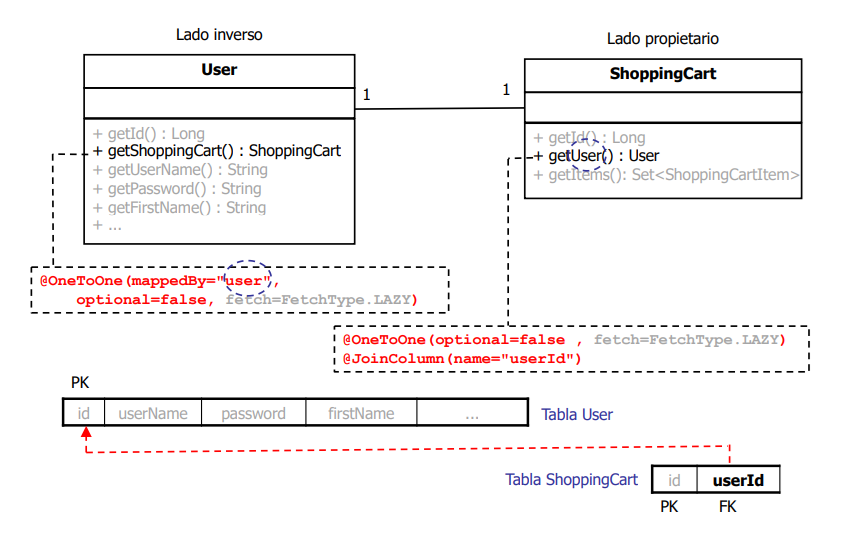 Lado inverso
Lado propietario
User
ShoppingCart
1
1
+ getId() : Long
+ getShoppingCart() : ShoppingCart
+ getUserName() : String
+ getPassword() : String
+ getFirstName() : String
+ ...
+ getId() : Long
+ getUser() : User
+ getItems(): Set<ShoppingCartItem>
@OneToOne(mappedBy="user",
optional=false, fetch=FetchType.LAZY)
@OneToOne(optional=false , fetch=FetchType.LAZY)
@JoinColumn(name="userId")
PK
id userName password firstName ...
Tabla User
Tabla ShoppingCart
id userId
PK FK